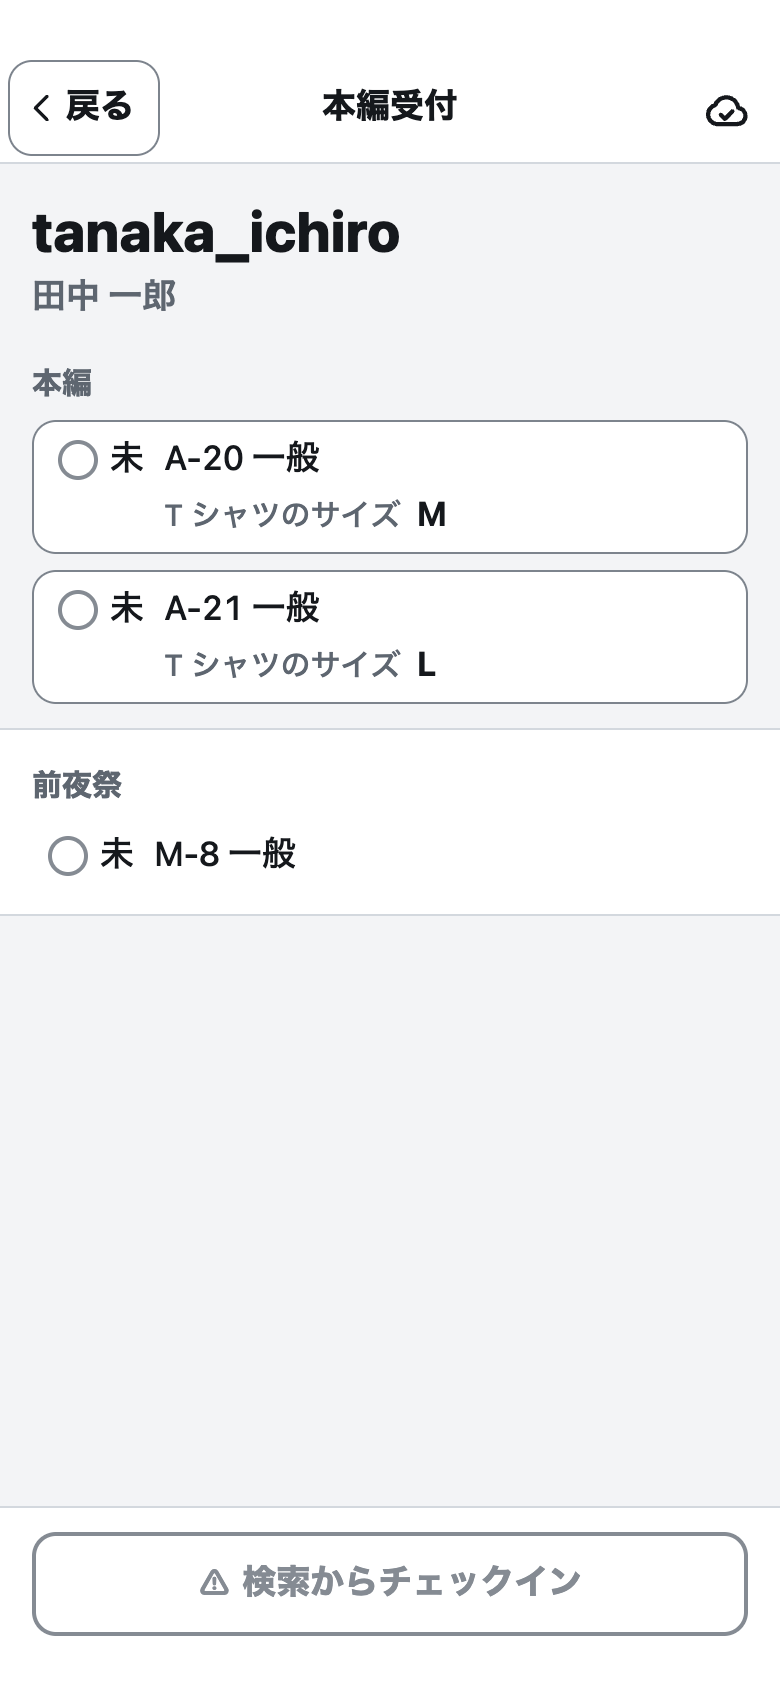 戻る
本編受付
tanaka_ichiro
田中 一郎
本編
未 A-20 一般
T シャツのサイズ M
未 A-21 一般
T シャツのサイズ L
前夜祭
未 M-8 一般
検索からチェックイン